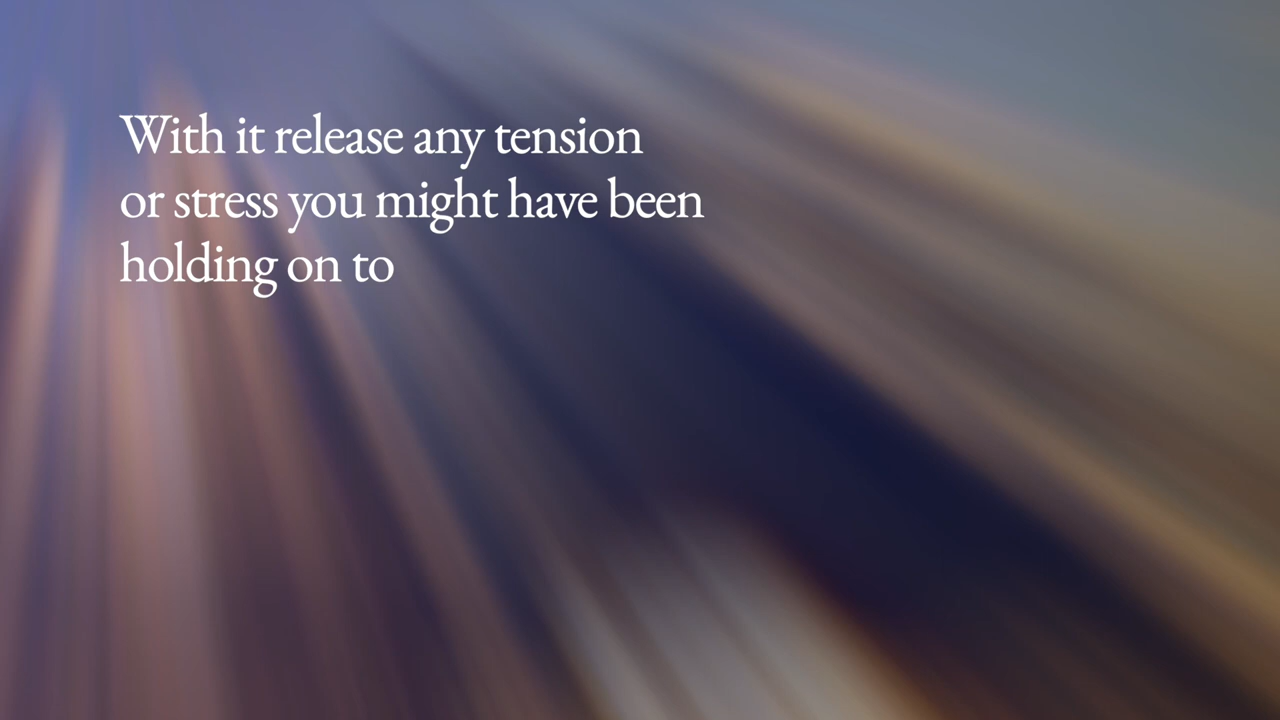 With it release any tension
or stress you might have been
holding on to